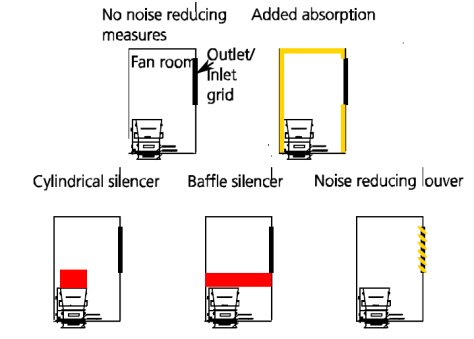 No noise reducing
measures
Added absorption
Fan room
Outlet/
Inlet
grid
Cylindrical silencer
Baffle silencer
Noise reducing louver